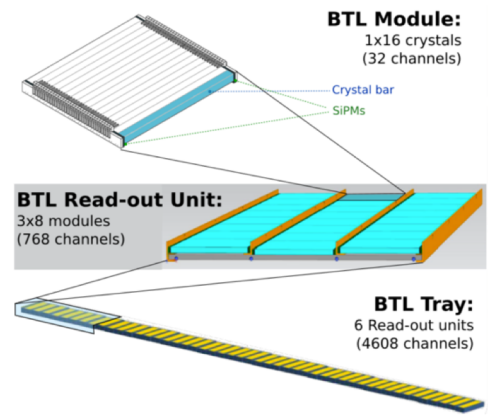 BTL Module:
1x16 crystals
(32 channels)
Crystal bar
SiPMs
BTL Read-out Unit:
3x8 modules
(768 channels)
BTL Tray:
6 Read-out units
(4608 channels)